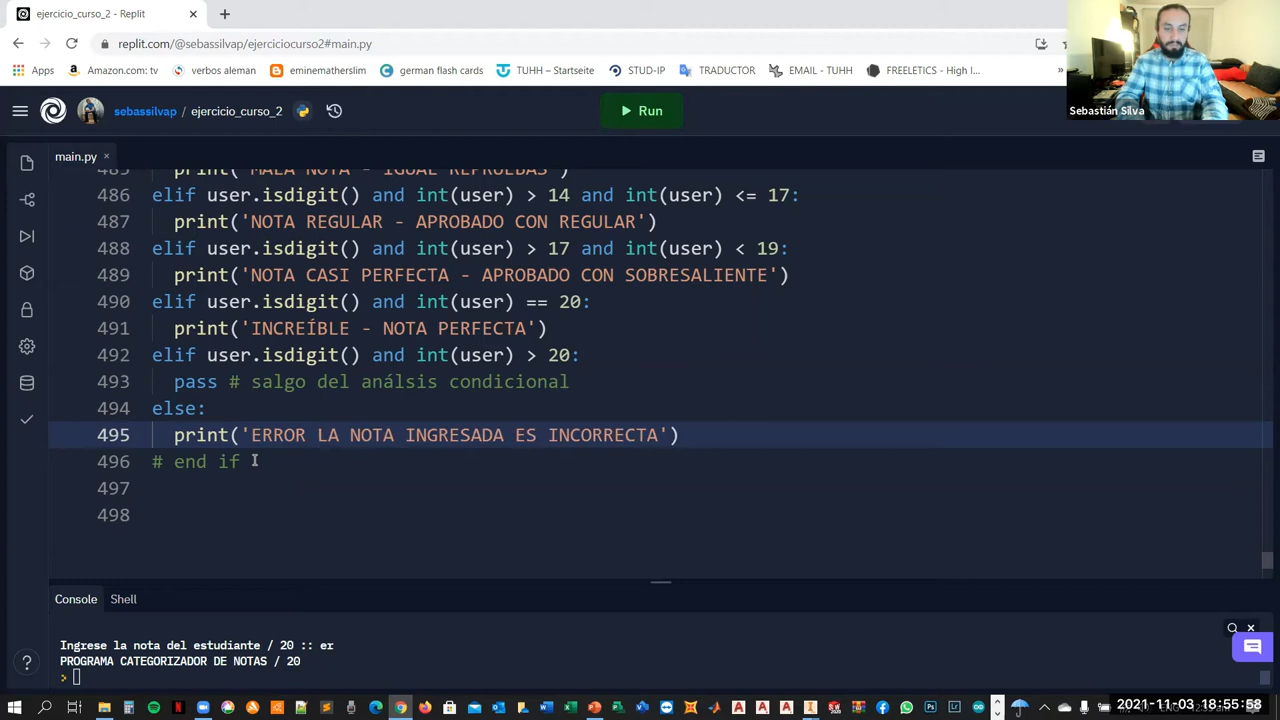 ejercicio_curso_2 - Replit
replit.com/@sebassilvap/ejerciciocurso2#main.py
Apps Amazon.com: tv verbos aleman eminematherslim german flash cards TUHH – Startseite STUD-IP TRADUCTOR EMAIL - TUHH FREELETICS - High I... »
Sebastián Silva
sebassilvap / ejercicio_curso_2 Run
main.py
485 print('MALA NOTA - IGUAL REPRUEBAS')
486 elif user.isdigit() and int(user) > 14 and int(user) <= 17:
487 print('NOTA REGULAR - APROBADO CON REGULAR')
488 elif user.isdigit() and int(user) > 17 and int(user) < 19:
489 print('NOTA CASI PERFECTA - APROBADO CON SOBRESALIENTE')
490 elif user.isdigit() and int(user) == 20:
491 print('INCREÍBLE - NOTA PERFECTA')
492 elif user.isdigit() and int(user) > 20:
493 pass # salgo del análsis condicional
494 else:
495 print('ERROR LA NOTA INGRESADA ES INCORRECTA')
496 # end if
497
498
Console Shell
Ingrese la nota del estudiante / 20 :: er
PROGRAMA CATEGORIZADOR DE NOTAS / 20
>
2021-11-03 18:55:58